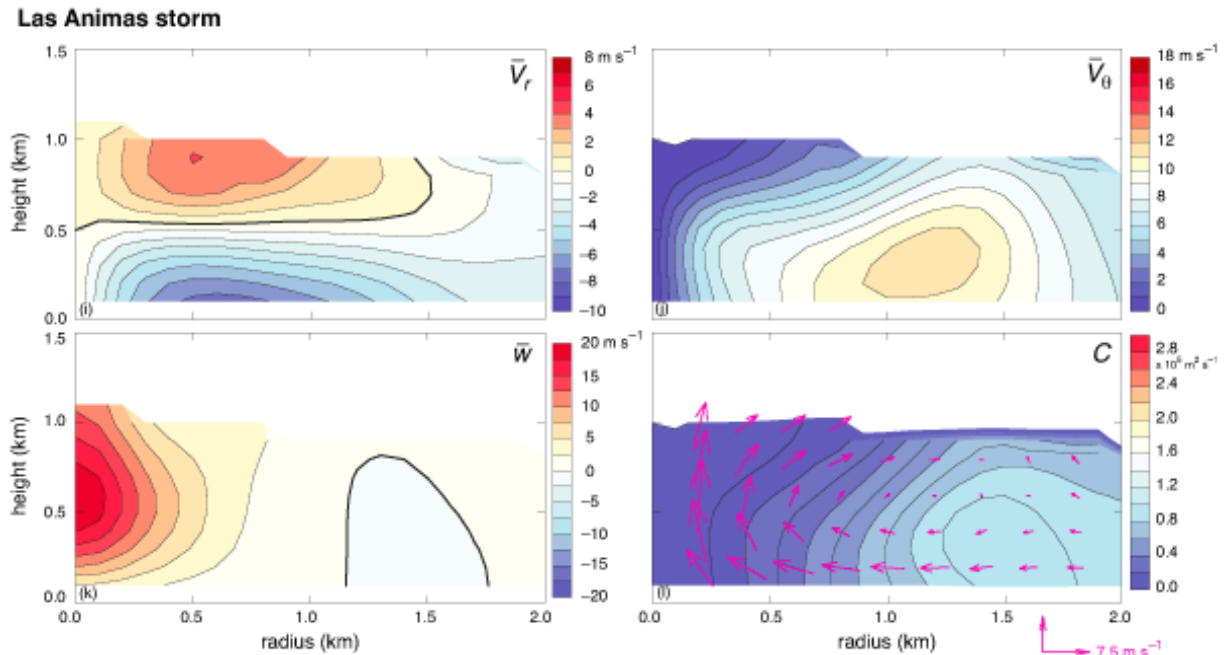 Las Animas storm
1.5
1.0
0.5
0.0
height (km)
V̄r
(i)
8 m s⁻¹
6
4
2
0
−2
−4
−6
−8
−10
V̄θ
(j)
18 m s⁻¹
16
14
12
10
8
6
4
2
0
1.5
1.0
0.5
0.0
height (km)
w̄
(k)
20 m s⁻¹
15
10
5
0
−5
−10
−15
−20
0.0 0.5 1.0 1.5 2.0
radius (km)
C
(l)
2.8
x 10⁵ m² s⁻¹
2.4
2.0
1.6
1.2
0.8
0.4
0.0
0.0 0.5 1.0 1.5 2.0
radius (km)
7.5 m s⁻¹